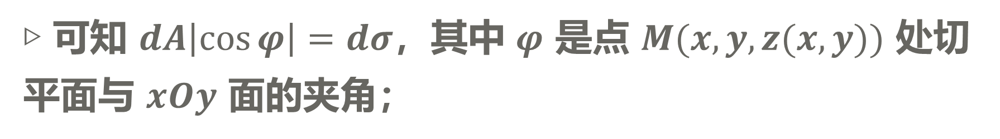 ▷ 可知 dA|cos φ| = dσ，其中 φ 是点 M(x, y, z(x, y)) 处切
平面与 xOy 面的夹角；